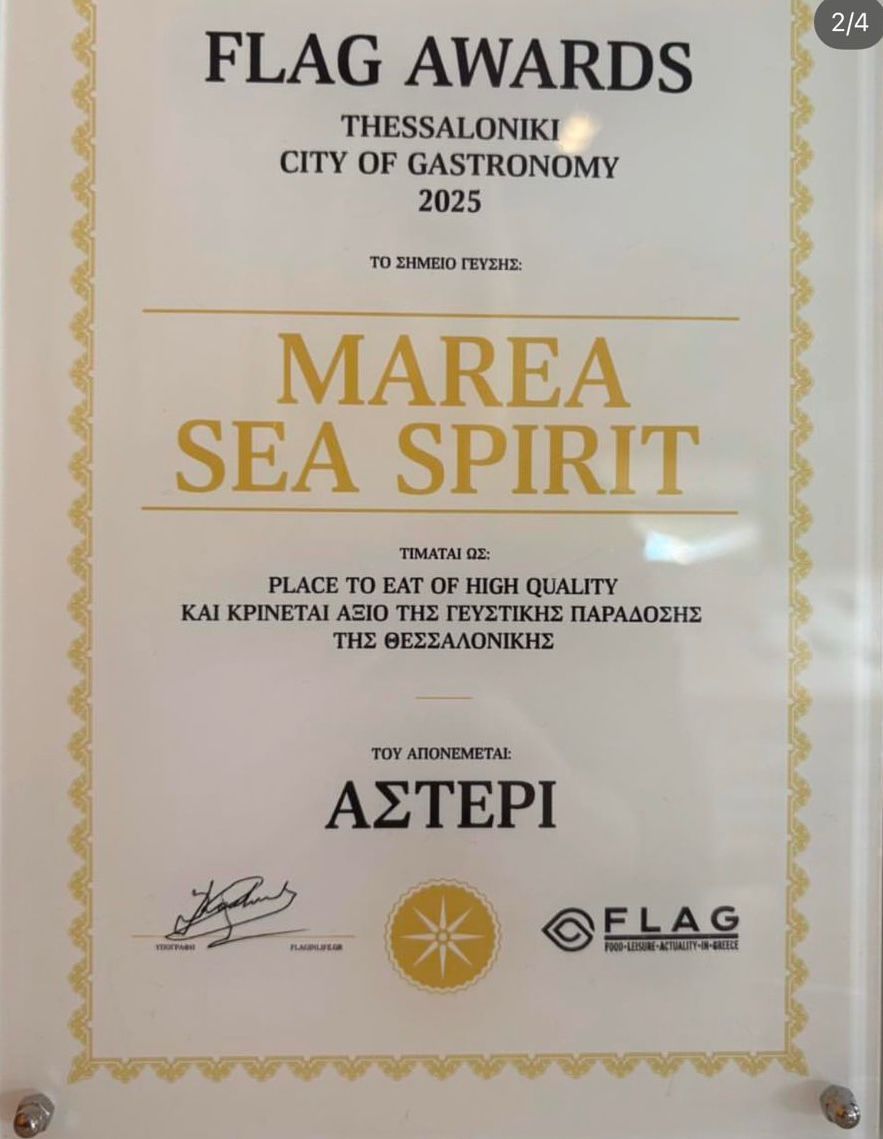 2/4
FLAG AWARDS
THESSALONIKI
CITY OF GASTRONOMY
2025
ΤΟ ΣΗΜΕΙΟ ΓΕΥΣΗΣ:
MAREA
SEA SPIRIT
ΤΙΜΑΤΑΙ ΩΣ:
PLACE TO EAT OF HIGH QUALITY
ΚΑΙ ΚΡΙΝΕΤΑΙ ΑΞΙΟ ΤΗΣ ΓΕΥΣΤΙΚΗΣ ΠΑΡΑΔΟΣΗΣ
ΤΗΣ ΘΕΣΣΑΛΟΝΙΚΗΣ
ΤΟΥ ΑΠΟΝΕΜΕΤΑΙ:
ΑΣΤΕΡΙ
ΥΠΟΓΡΑΦΗ FLAGINLIFE.GR
FLAG
FOOD•LEISURE•ACTUALITY•IN•GREECE